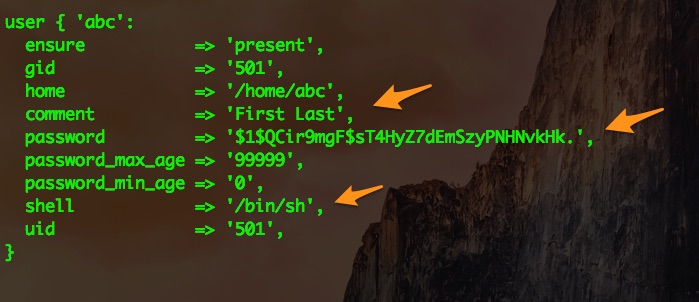 user { 'abc':
  ensure           => 'present',
  gid              => '501',
  home             => '/home/abc',
  comment          => 'First Last',
  password         => '$1$QCir9mgF$sT4HyZ7dEmSzyPNHNvkHk.',
  password_max_age => '99999',
  password_min_age => '0',
  shell            => '/bin/sh',
  uid              => '501',
}